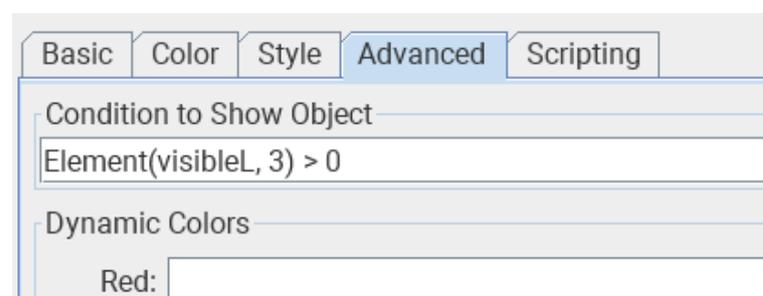 Basic Color Style Advanced Scripting
Condition to Show Object
Element(visibleL, 3) > 0
Dynamic Colors
Red: